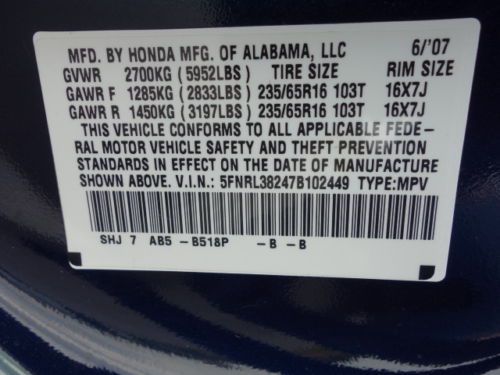 MFD. BY HONDA MFG. OF ALABAMA, LLC 6/'07
GVWR 2700KG (5952LBS) TIRE SIZE RIM SIZE
GAWR F 1285KG (2833LBS) 235/65R16 103T 16X7J
GAWR R 1450KG (3197LBS) 235/65R16 103T 16X7J
THIS VEHICLE CONFORMS TO ALL APPLICABLE FEDE-
RAL MOTOR VEHICLE SAFETY AND THEFT PREVENTION
STANDARDS IN EFFECT ON THE DATE OF MANUFACTURE
SHOWN ABOVE. V.I.N.: 5FNRL38247B102449 TYPE:MPV
SHJ 7 AB5 -B518P -B -B